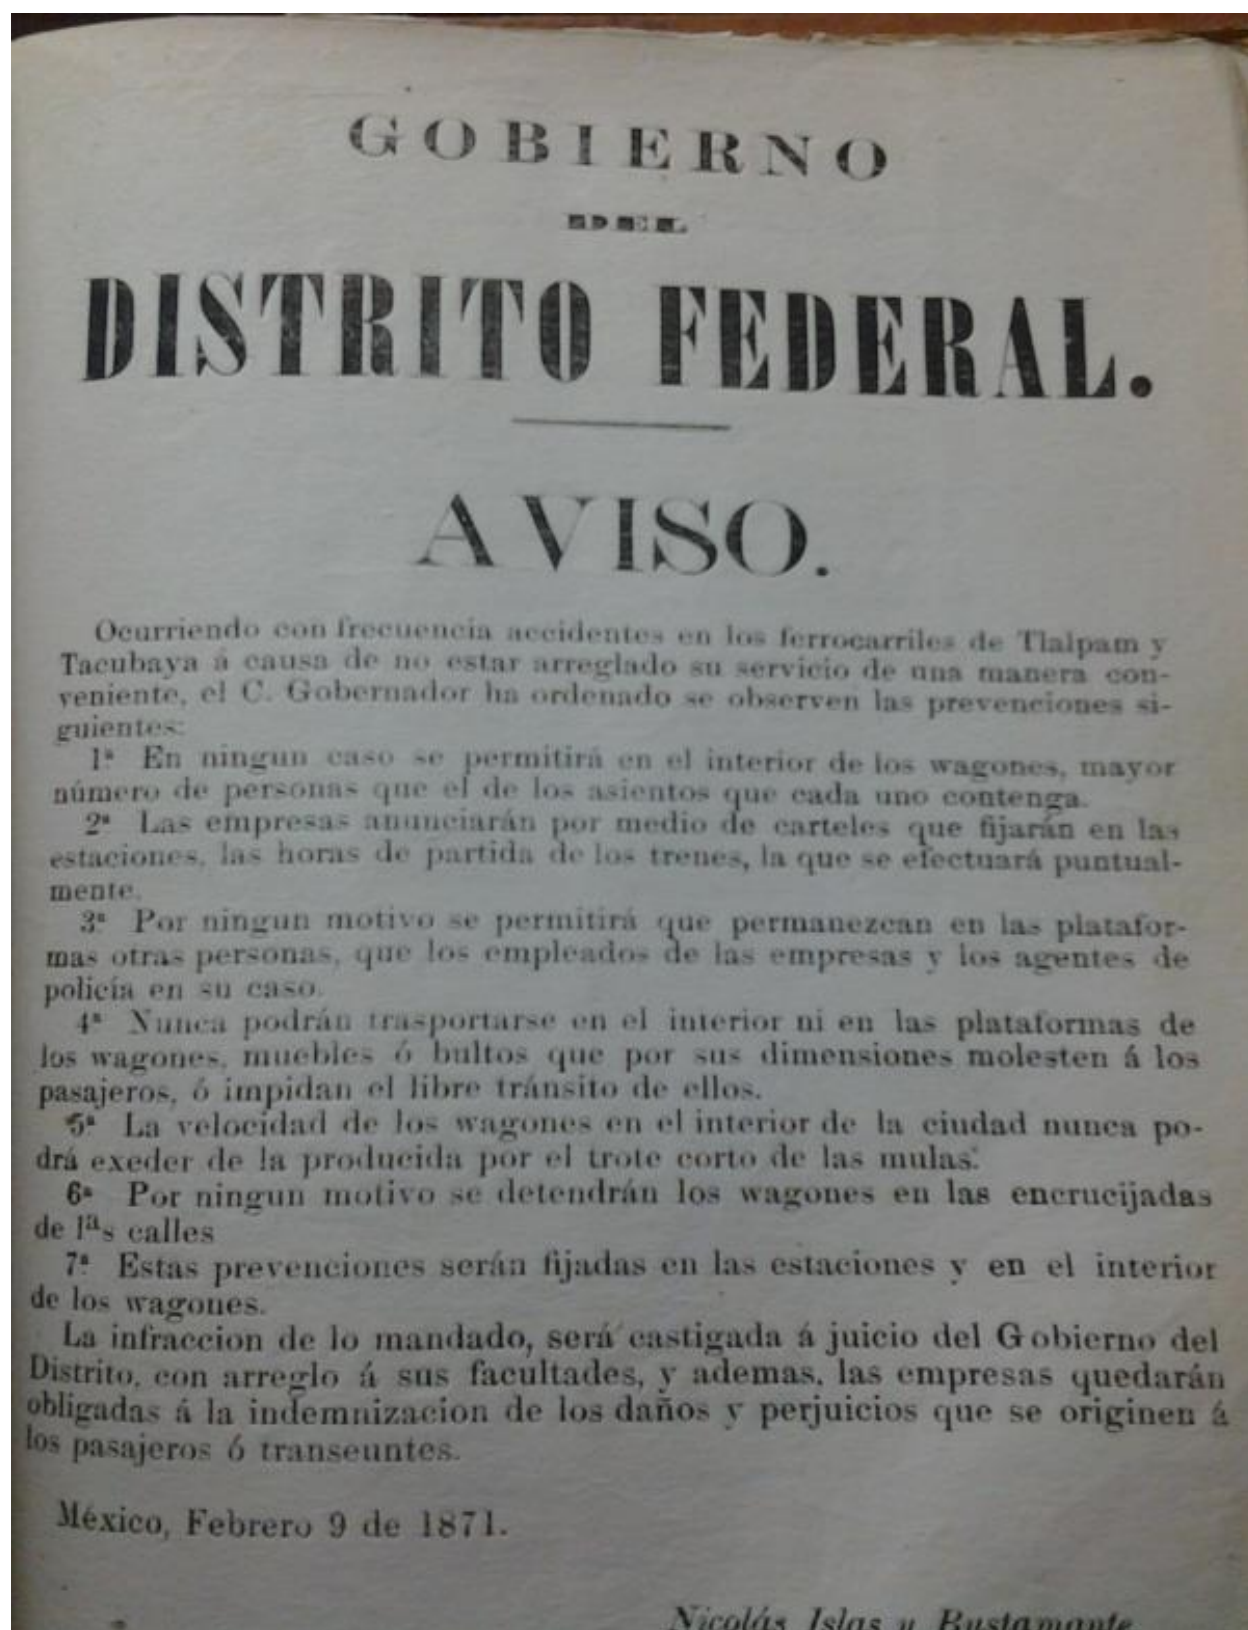 GOBIERNO
DEL
DISTRITO FEDERAL.
AVISO.
Ocurriendo con frecuencia accidentes en los ferrocarriles de Tlalpam y
Tacubaya á causa de no estar arreglado su servicio de una manera con-
veniente, el C. Gobernador ha ordenado se observen las prevenciones si-
guientes:
1ª En ningun caso se permitirá en el interior de los wagones, mayor
número de personas que el de los asientos que cada uno contenga.
2ª Las empresas anunciarán por medio de carteles que fijarán en las
estaciones, las horas de partida de los trenes, la que se efectuará puntual-
mente.
3ª Por ningun motivo se permitirá que permanezcan en las platafor-
mas otras personas, que los empleados de las empresas y los agentes de
policía en su caso.
4ª Nunca podrán trasportarse en el interior ni en las plataformas de
los wagones, muebles ó bultos que por sus dimensiones molesten á los
pasajeros, ó impidan el libre tránsito de ellos.
5ª La velocidad de los wagones en el interior de la ciudad nunca po-
drá exeder de la producida por el trote corto de las mulas.
6ª Por ningun motivo se detendrán los wagones en las encrucijadas
de las calles
7ª Estas prevenciones serán fijadas en las estaciones y en el interior
de los wagones.
La infraccion de lo mandado, será castigada á juicio del Gobierno del
Distrito, con arreglo á sus facultades, y ademas, las empresas quedarán
obligadas á la indemnizacion de los daños y perjuicios que se originen á
los pasajeros ó transeuntes.
México, Febrero 9 de 1871.
Nicolás Islas y Bustamante